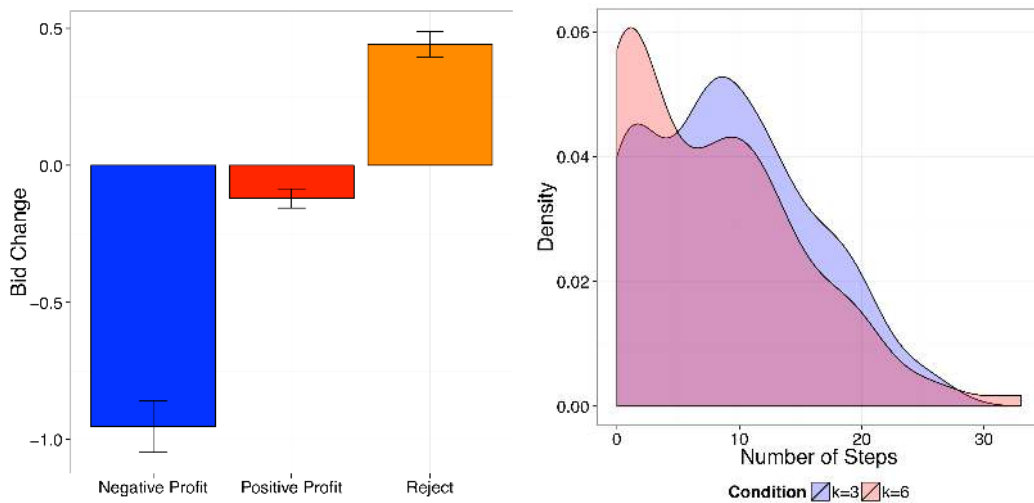 Bid Change
0.5
0.0
−0.5
−1.0
Negative Profit Positive Profit Reject
Density
0.06
0.04
0.02
0.00
0 10 20 30
Number of Steps
Condition k=3 k=6